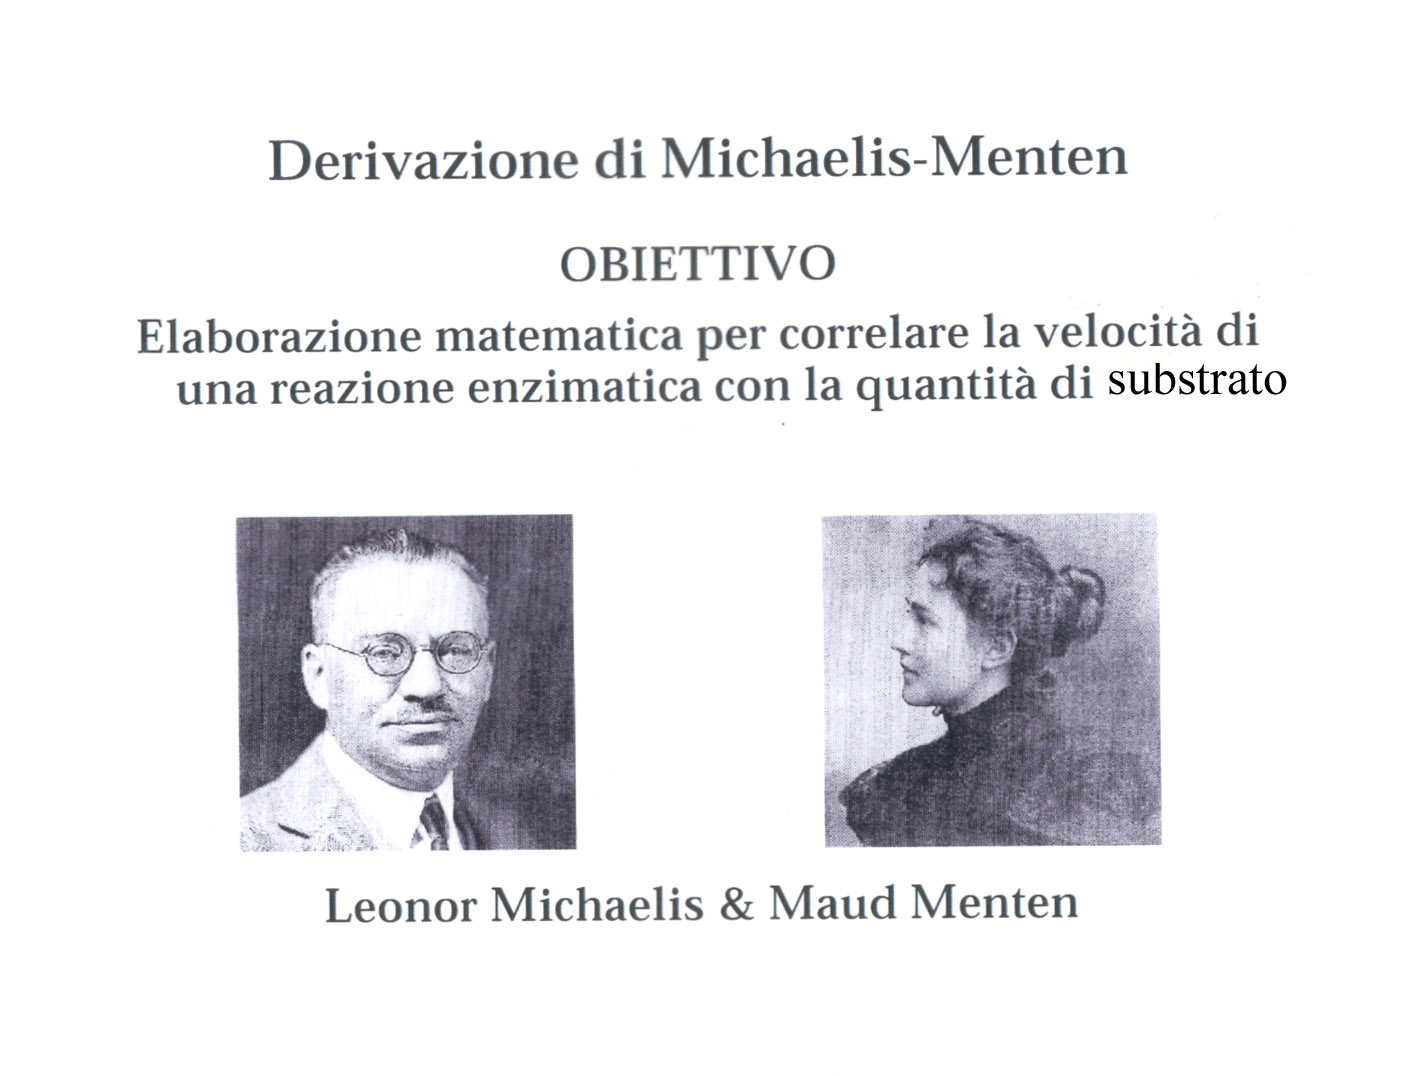 Derivazione di Michaelis-Menten
OBIETTIVO
Elaborazione matematica per correlare la velocità di
una reazione enzimatica con la quantità di substrato
Leonor Michaelis & Maud Menten